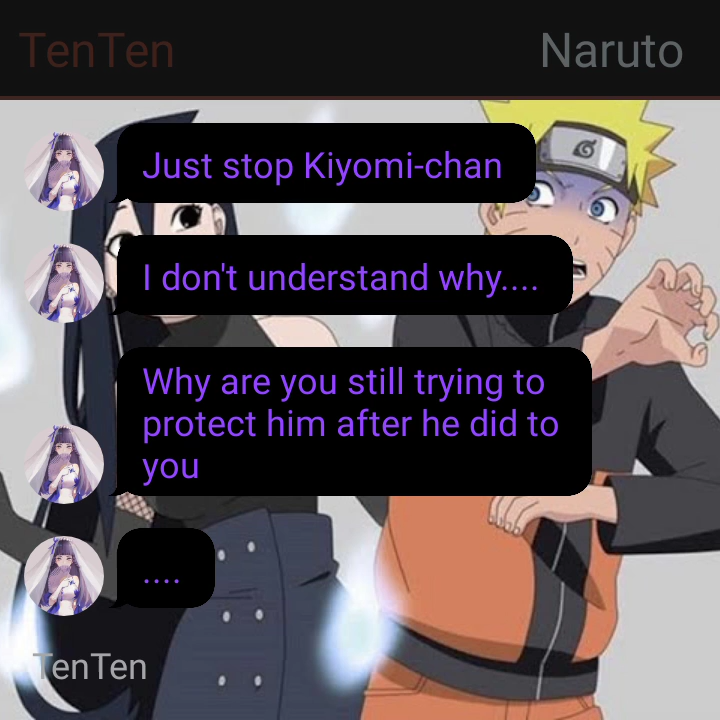 TenTen
Naruto
Just stop Kiyomi-chan
I don't understand why....
Why are you still trying to
protect him after he did to
you
....
TenTen